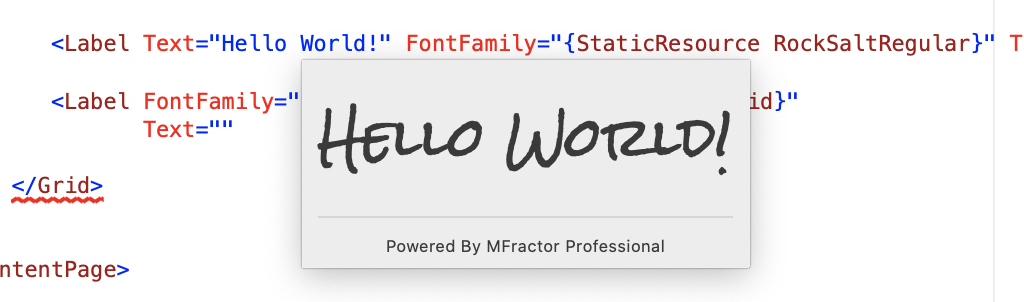 <Label Text="Hello World!" FontFamily="{StaticResource RockSaltRegular}" T
<Label FontFamily=" id}"
Text=""
Hello World!
</Grid>
Powered By MFractor Professional
ntentPage>